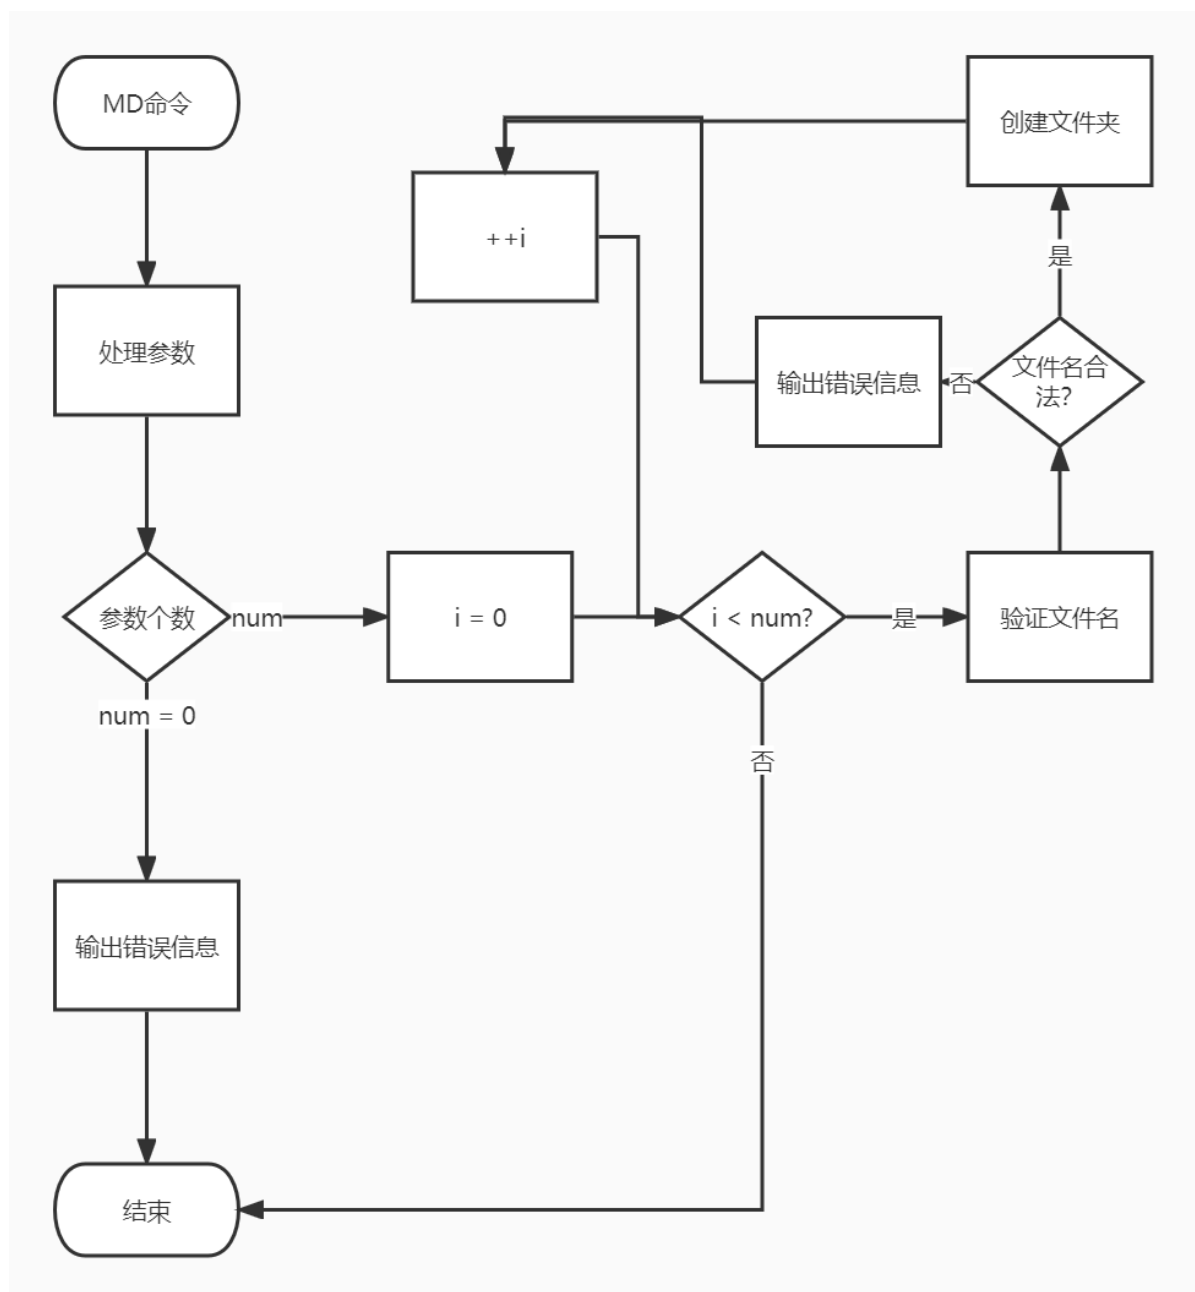 MD命令
创建文件夹
++i
是
处理参数
输出错误信息
否
文件名合
法?
参数个数
num
i = 0
i < num?
是
验证文件名
num = 0
否
输出错误信息
结束